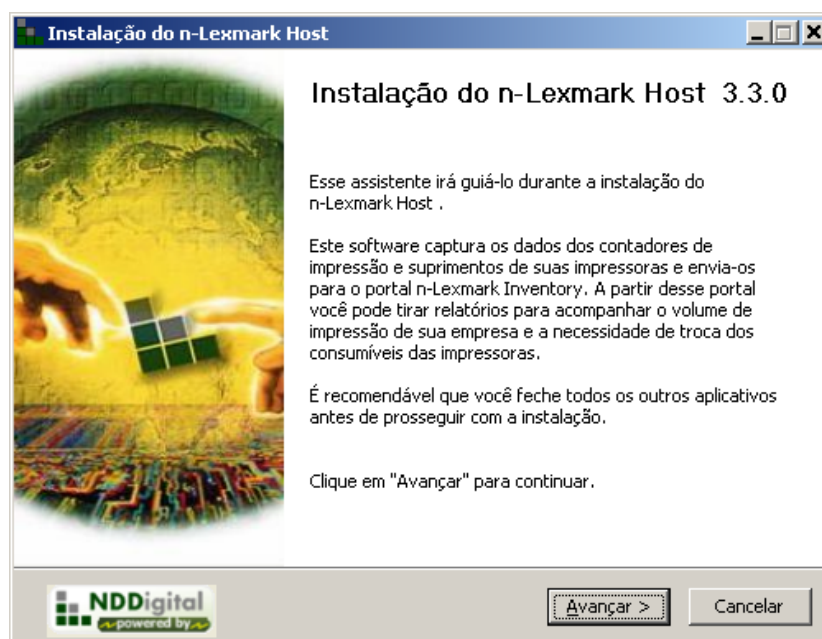 Instalação do n-Lexmark Host
Instalação do n-Lexmark Host 3.3.0
Esse assistente irá guiá-lo durante a instalação do
n-Lexmark Host .
Este software captura os dados dos contadores de
impressão e suprimentos de suas impressoras e envia-os
para o portal n-Lexmark Inventory. A partir desse portal
você pode tirar relatórios para acompanhar o volume de
impressão de sua empresa e a necessidade de troca dos
consumíveis das impressoras.
É recomendável que você feche todos os outros aplicativos
antes de prosseguir com a instalação.
Clique em "Avançar" para continuar.
NDDigital
powered by
Avançar >
Cancelar